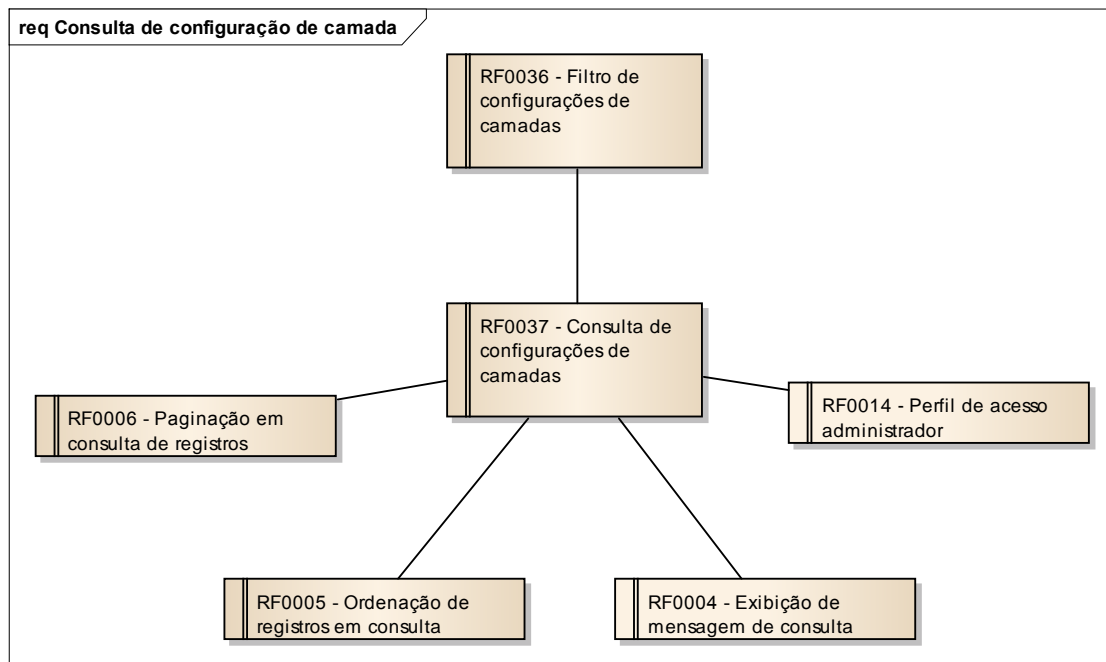 req Consulta de configuração de camada
RF0036 - Filtro de
configurações de
camadas
RF0037 - Consulta de
configurações de
camadas
RF0006 - Paginação em
consulta de registros
RF0014 - Perfil de acesso
administrador
RF0005 - Ordenação de
registros em consulta
RF0004 - Exibição de
mensagem de consulta